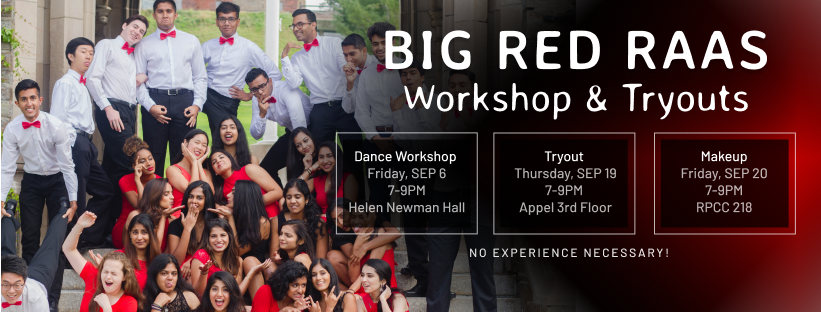 BIG RED RAAS
Workshop & Tryouts
Dance Workshop
Friday, SEP 6
7-9PM
Helen Newman Hall
Tryout
Thursday, SEP 19
7-9PM
Appel 3rd Floor
Makeup
Friday, SEP 20
7-9PM
RPCC 218
NO EXPERIENCE NECESSARY!